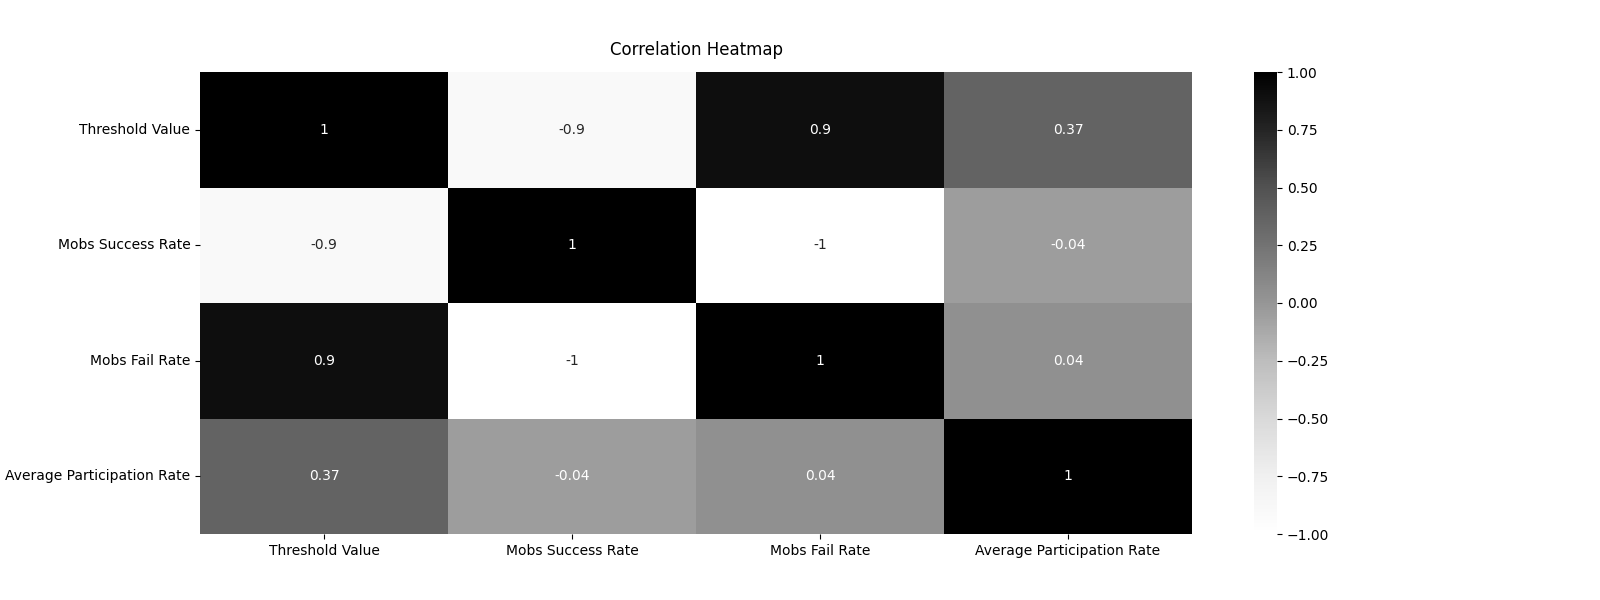 Correlation Heatmap
Threshold Value 1 -0.9 0.9 0.37
Mobs Success Rate -0.9 1 -1 -0.04
Mobs Fail Rate 0.9 -1 1 0.04
Average Participation Rate 0.37 -0.04 0.04 1
Threshold Value Mobs Success Rate Mobs Fail Rate Average Participation Rate
1.00
0.75
0.50
0.25
0.00
−0.25
−0.50
−0.75
−1.00